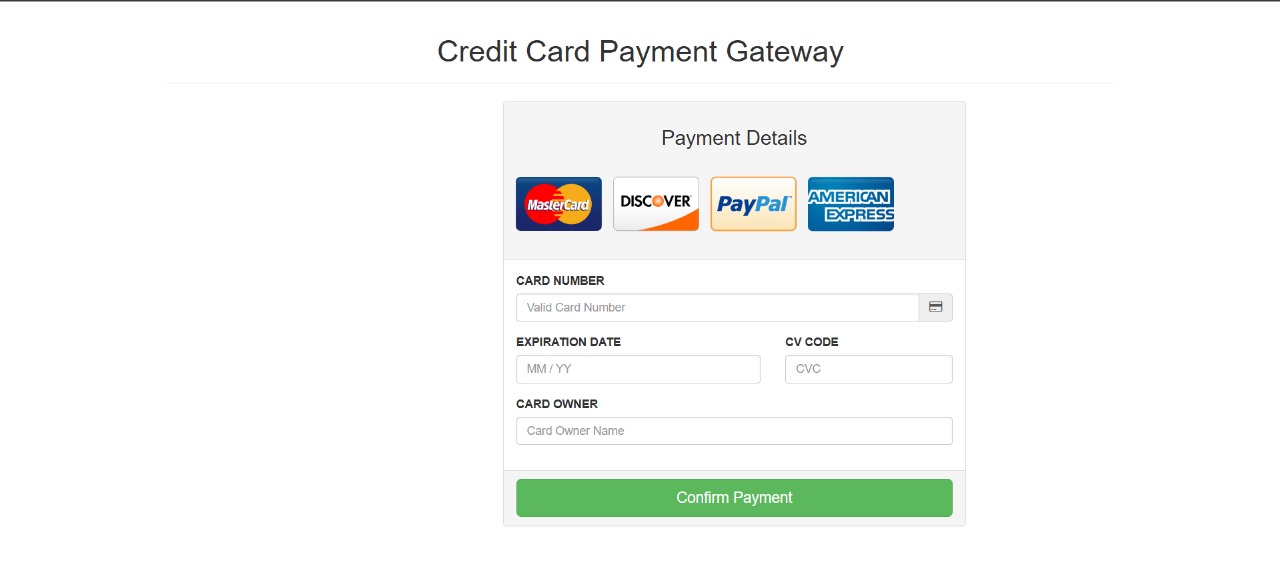 Credit Card Payment Gateway
Payment Details
MasterCard DISCOVER PayPal AMERICAN EXPRESS
CARD NUMBER
Valid Card Number
EXPIRATION DATE CV CODE
MM / YY CVC
CARD OWNER
Card Owner Name
Confirm Payment